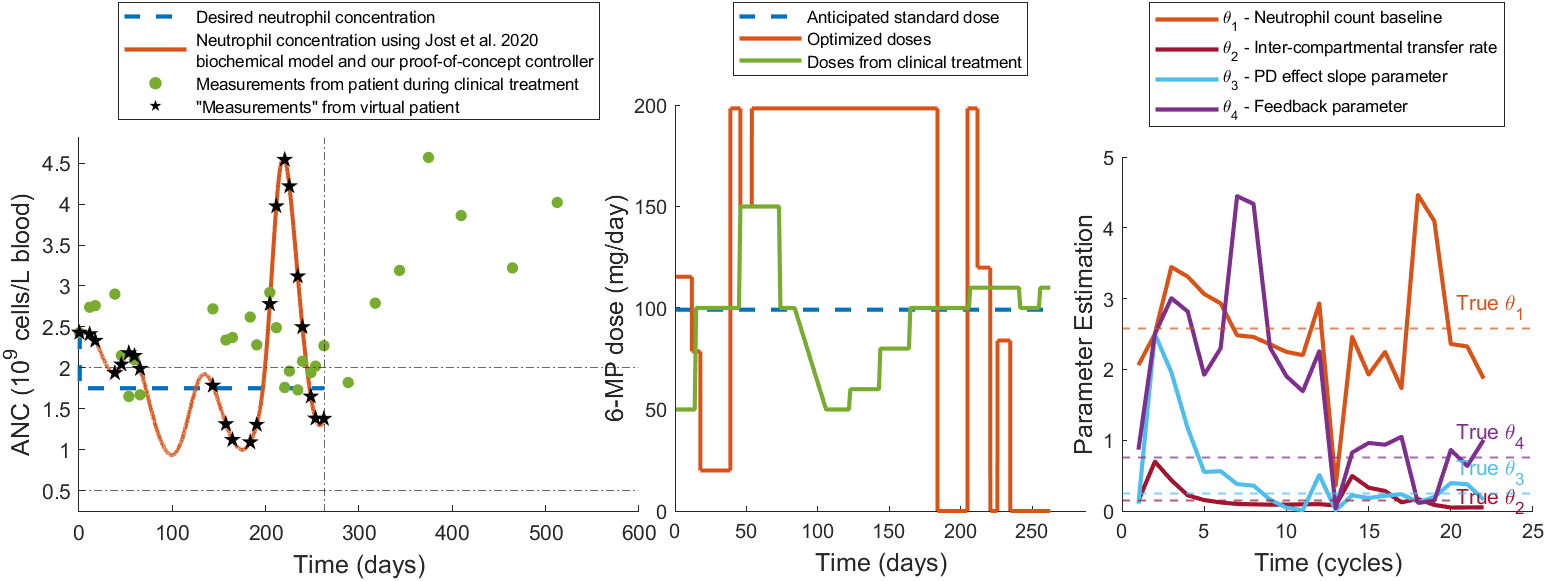 Desired neutrophil concentration
Neutrophil concentration using Jost et al. 2020
biochemical model and our proof-of-concept controller
Measurements from patient during clinical treatment
"Measurements" from virtual patient
ANC (10^9 cells/L blood)
4.5
4
3.5
3
2.5
2
1.5
1
0.5
0 100 200 300 400 500 600
Time (days)
Anticipated standard dose
Optimized doses
Doses from clinical treatment
6-MP dose (mg/day)
200
150
100
50
0
0 50 100 150 200 250
Time (days)
θ1 - Neutrophil count baseline
θ2 - Inter-compartmental transfer rate
θ3 - PD effect slope parameter
θ4 - Feedback parameter
Parameter Estimation
5
4
3
2
1
0
True θ1
True θ4
True θ3
True θ2
0 5 10 15 20 25
Time (cycles)